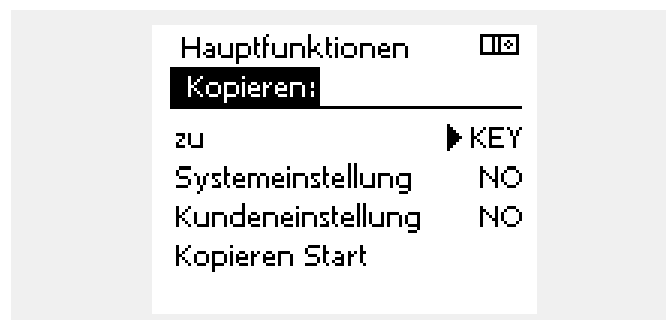 Hauptfunktionen
Kopieren:
zu KEY
Systemeinstellung NO
Kundeneinstellung NO
Kopieren Start